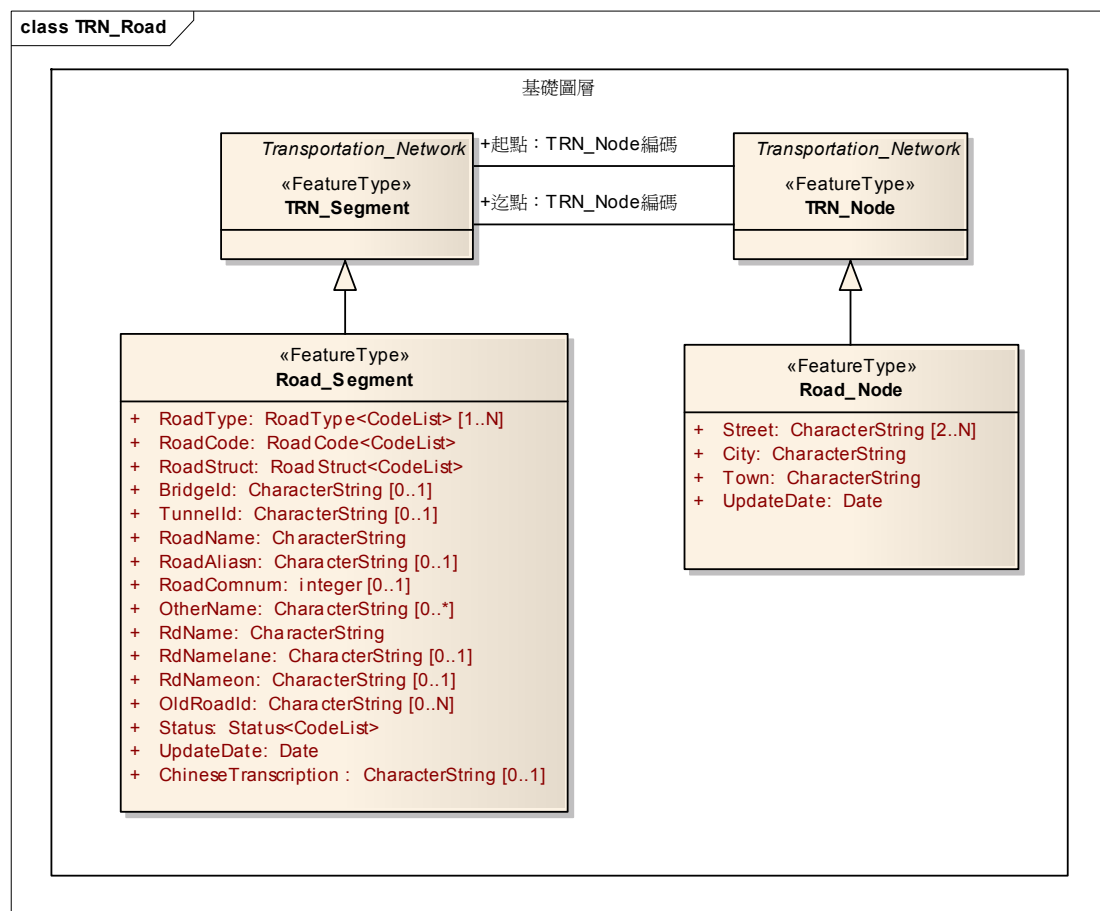 class TRN_Road
基礎圖層
Transportation_Network
«FeatureType»
TRN_Segment
+起點：TRN_Node編碼
+迄點：TRN_Node編碼
Transportation_Network
«FeatureType»
TRN_Node
«FeatureType»
Road_Segment
+ RoadType: RoadType<CodeList> [1..N]
+ RoadCode: RoadCode<CodeList>
+ RoadStruct: RoadStruct<CodeList>
+ BridgeId: CharacterString [0..1]
+ TunnelId: CharacterString [0..1]
+ RoadName: CharacterString
+ RoadAliasn: CharacterString [0..1]
+ RoadComnum: integer [0..1]
+ OtherName: CharacterString [0..*]
+ RdName: CharacterString
+ RdNamelane: CharacterString [0..1]
+ RdNameon: CharacterString [0..1]
+ OldRoadId: CharacterString [0..N]
+ Status: Status<CodeList>
+ UpdateDate: Date
+ ChineseTranscription : CharacterString [0..1]
«FeatureType»
Road_Node
+ Street: CharacterString [2..N]
+ City: CharacterString
+ Town: CharacterString
+ UpdateDate: Date